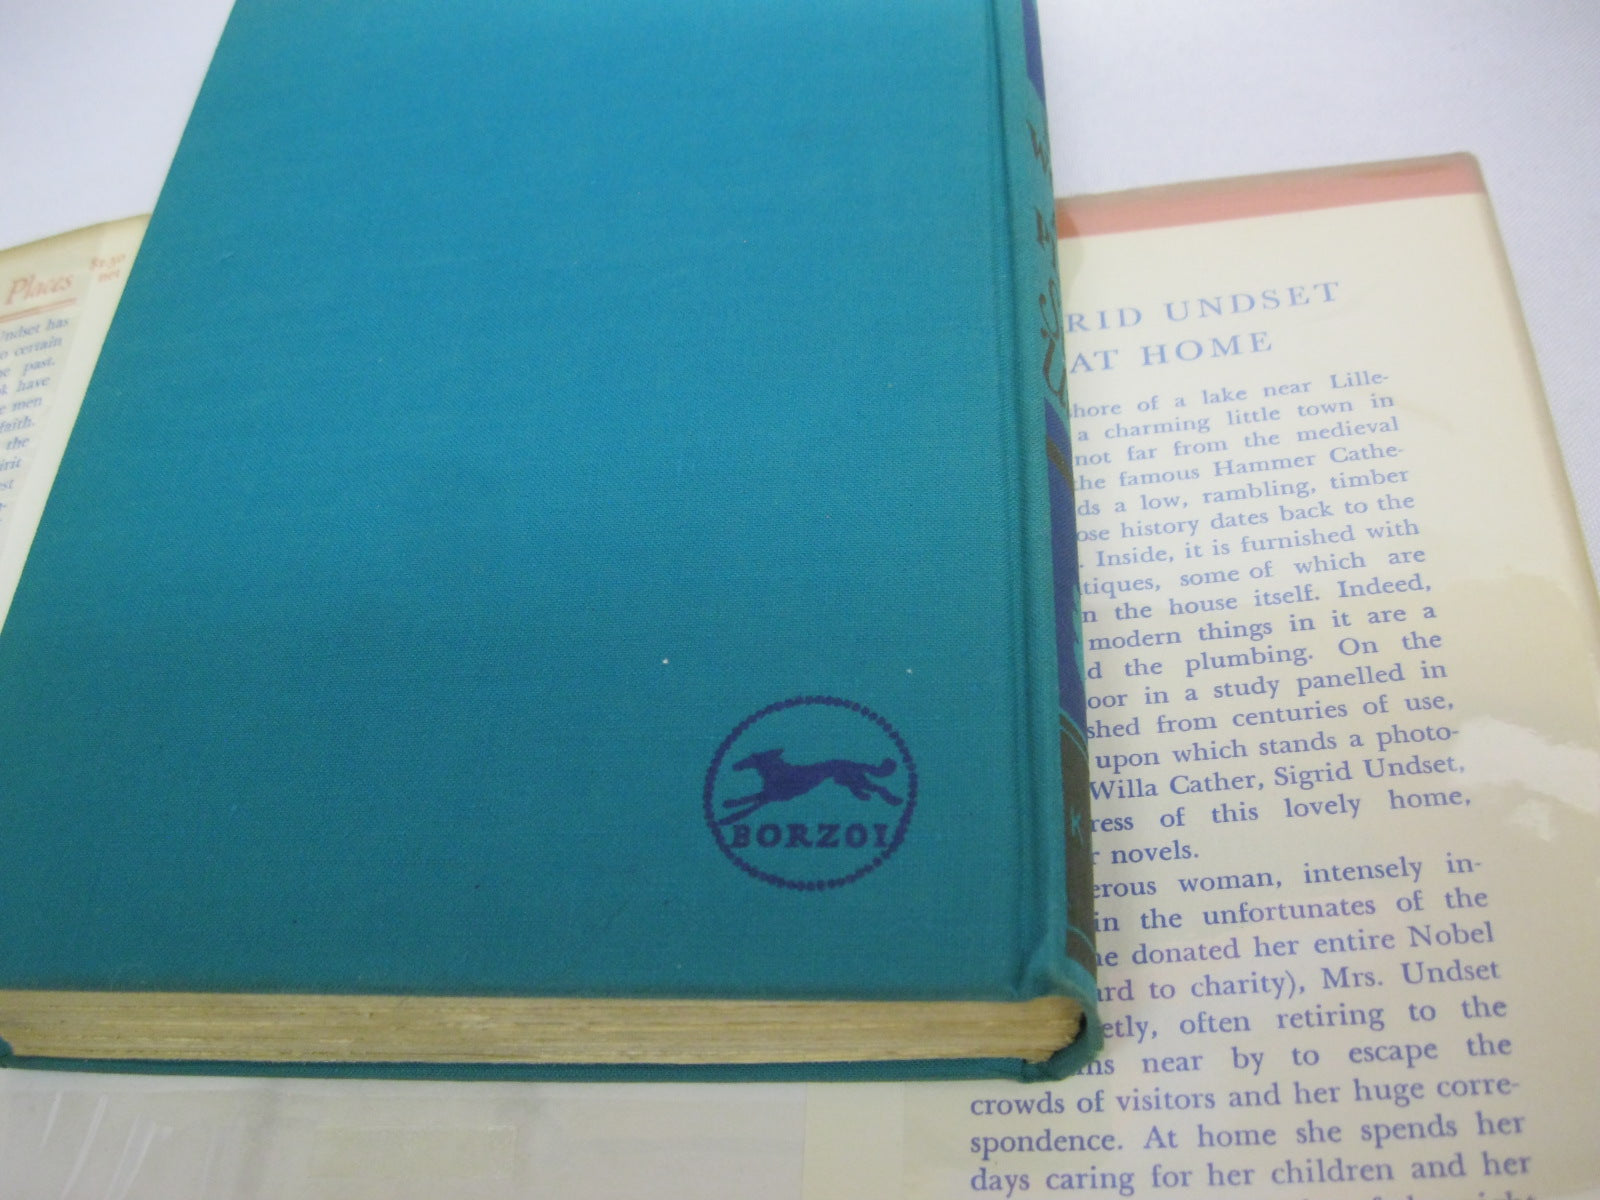 Places
$2.50
net
Undset has
certain
past.
have
men
faith.
the
BORZOI
K
RID UNDSET
AT HOME
hore of a lake near Lille-
a charming little town in
not far from the medieval
he famous Hammer Cathe-
ds a low, rambling, timber
ose history dates back to the
. Inside, it is furnished with
tiques, some of which are
n the house itself. Indeed,
modern things in it are a
d the plumbing. On the
oor in a study panelled in
shed from centuries of use,
upon which stands a photo-
Willa Cather, Sigrid Undset,
ress of this lovely home,
r novels.
erous woman, intensely in-
in the unfortunates of the
he donated her entire Nobel
ard to charity), Mrs. Undset
etly, often retiring to the
ns near by to escape the
crowds of visitors and her huge corre-
spondence. At home she spends her
days caring for her children and her